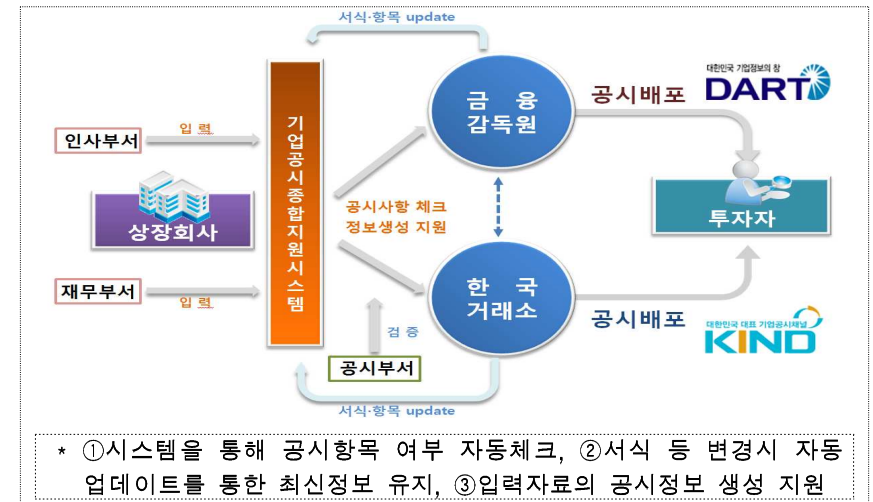 서식·항목 update
대한민국 기업정보의 창
DART
금 융
감독원
공시배포
인사부서
입 력
기업공시종합지원시스템
상장회사
공시사항 체크
정보생성 지원
투자자
재무부서
입 력
한 국
거래소
공시배포
대한민국 대표 기업공시채널
KIND
검 증
공시부서
서식·항목 update
* ①시스템을 통해 공시항목 여부 자동체크, ②서식 등 변경시 자동
업데이트를 통한 최신정보 유지, ③입력자료의 공시정보 생성 지원